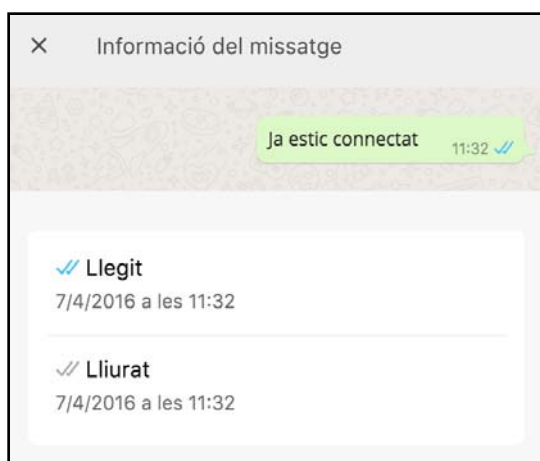 Informació del missatge
Ja estic connectat
11:32
Llegit
7/4/2016 a les 11:32
Lliurat
7/4/2016 a les 11:32